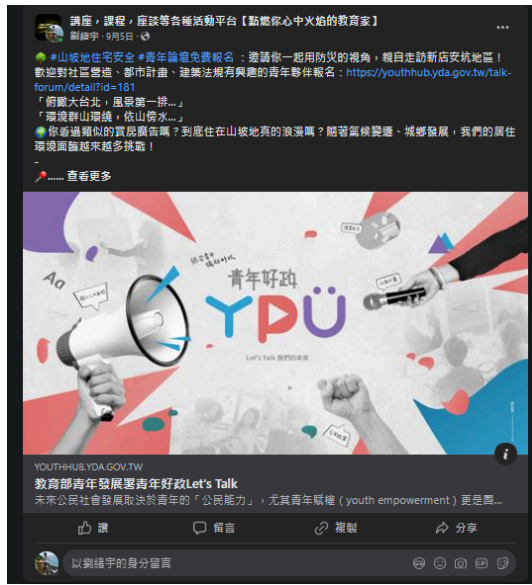 講座，課程，座談等各種活動平台【點燃你心中火焰的教育家】
劉緒宇 · 9月5日 ·
#山坡地住宅安全 #青年論壇免費報名 ：邀請你一起用防災的視角，親自走訪新店安坑地區！
歡迎對社區營造、都市計畫、建築法規有興趣的青年夥伴報名：https://youthhub.yda.gov.tw/talk-
forum/detail?id=181
「俯瞰大台北，風景第一排…」
「環境群山環繞，依山傍水…」
你看過類似的買房廣告嗎？到底住在山坡地真的浪漫嗎？隨著氣候變遷、城鄉發展，我們的居住
環境面臨越來越多挑戰！
-
...... 查看更多
Aa
青年好政
YPU
Let's Talk 我們的未來
YOUTHHUB.YDA.GOV.TW
教育部青年發展署青年好政Let's Talk
未來公民社會發展取決於青年的「公民能力」，尤其青年賦權（youth empowerment）更是國...
讚
留言
複製
分享
以劉緒宇的身分留言
GIF